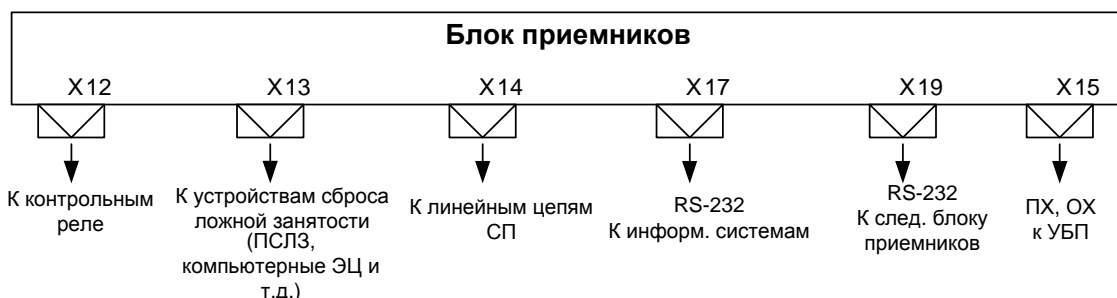 Блок приемников
X12 X13 X14 X17 X19 X15
К контрольным
реле
К устройствам сброса
ложной занятости
(ПСЛЗ,
компьютерные ЭЦ и
т.д.)
К линейным цепям
СП
RS-232
К информ. системам
RS-232
К след. блоку
приемников
ПХ, ОХ
к УБП